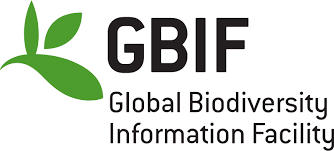 GBIF
Global Biodiversity
Information Facility